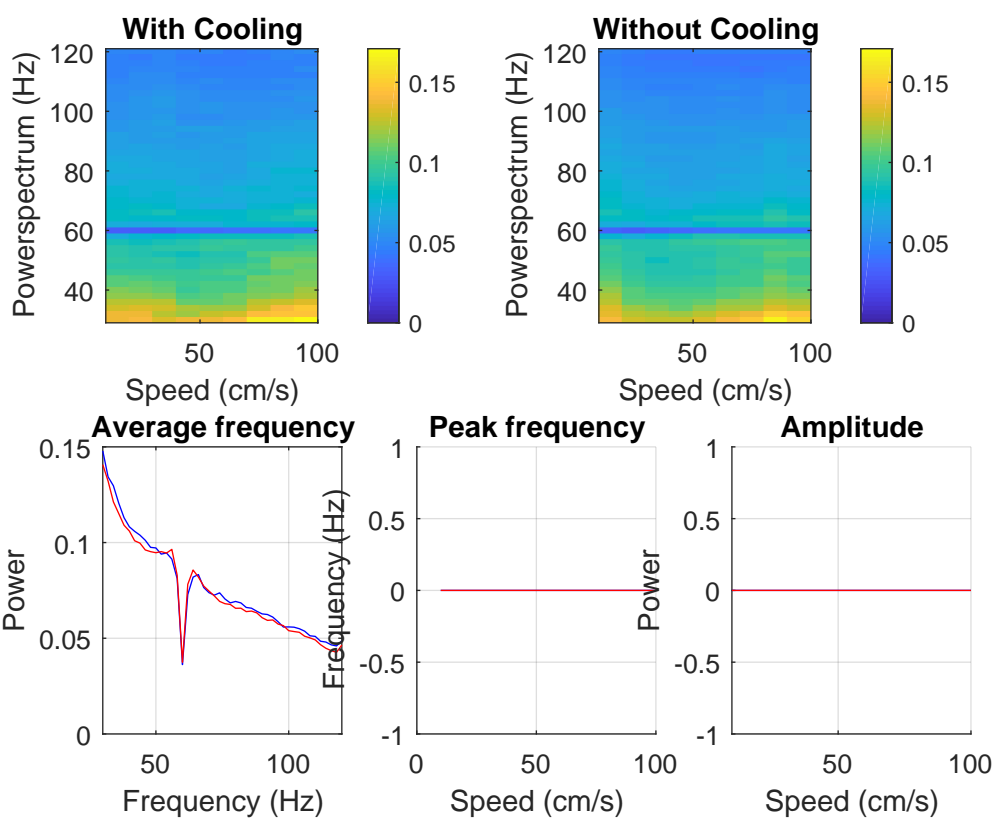 With Cooling
Powerspectrum (Hz)
120
100
80
60
40
50
100
Speed (cm/s)
0.15
0.1
0.05
0
Without Cooling
Powerspectrum (Hz)
120
100
80
60
40
50
100
Speed (cm/s)
0.15
0.1
0.05
0
Average frequency
Power
0.15
0.1
0.05
0
50
100
Frequency (Hz)
Peak frequency
Frequency (Hz)
1
0.5
0
-0.5
-1
0
50
100
Speed (cm/s)
Amplitude
Power
1
0.5
0
-0.5
-1
50
100
Speed (cm/s)